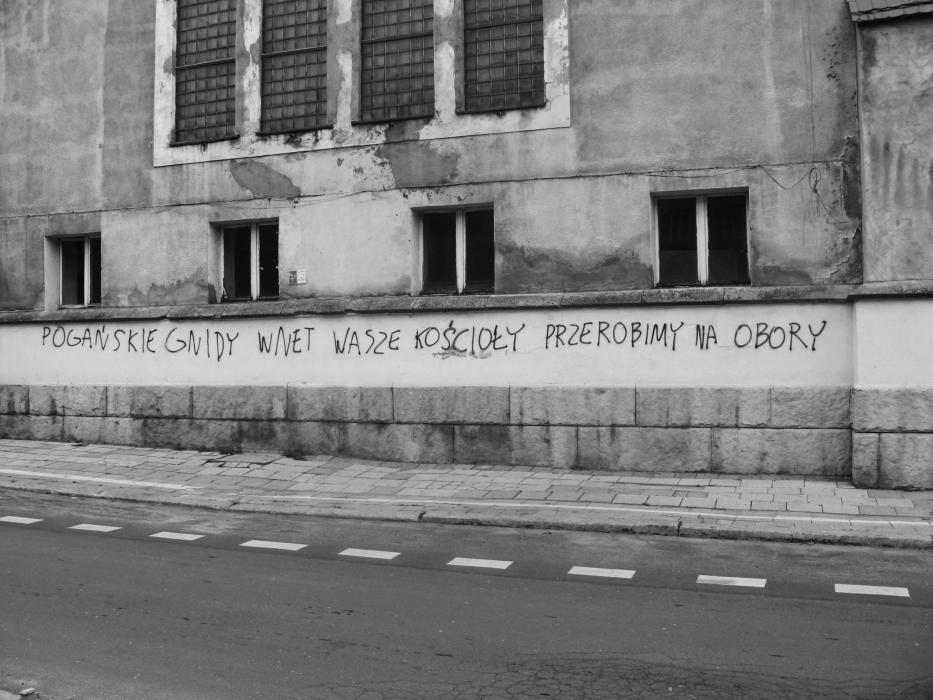 POGAŃSKIE GNIDY WNET WASZE KOŚCIOŁY PRZEROBIMY NA OBORY